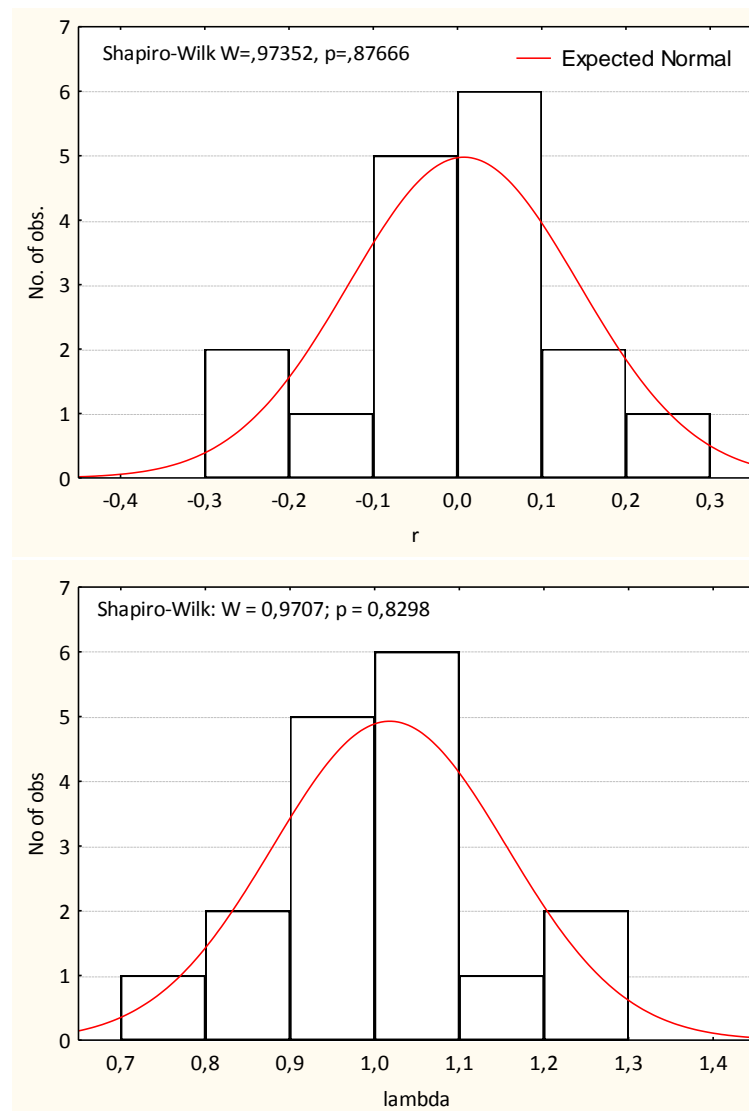 7
Shapiro-Wilk W=,97352, p=,87666
Expected Normal
6
5
4
3
2
1
0
No. of obs.
-0,4 -0,3 -0,2 -0,1 0,0 0,1 0,2 0,3
r
7
Shapiro-Wilk: W = 0,9707; p = 0,8298
6
5
4
3
2
1
0
No of obs
0,7 0,8 0,9 1,0 1,1 1,2 1,3 1,4
lambda